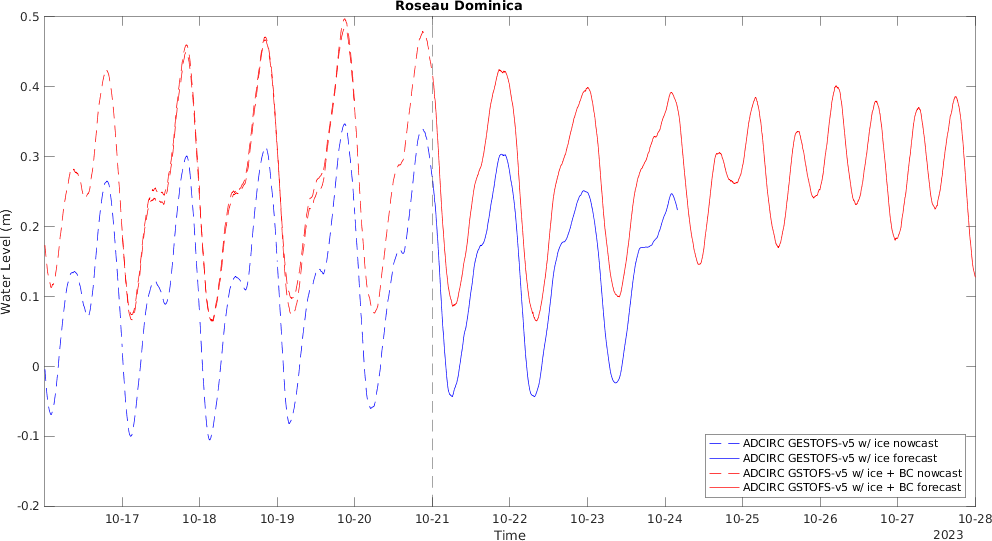 Roseau Dominica
0.5
0.4
0.3
0.2
0.1
0
-0.1
-0.2
Water Level (m)
10-17 10-18 10-19 10-20 10-21 10-22 10-23 10-24 10-25 10-26 10-27 10-28
Time
2023
ADCIRC GESTOFS-v5 w/ ice nowcast
ADCIRC GESTOFS-v5 w/ ice forecast
ADCIRC GSTOFS-v5 w/ ice + BC nowcast
ADCIRC GSTOFS-v5 w/ ice + BC forecast